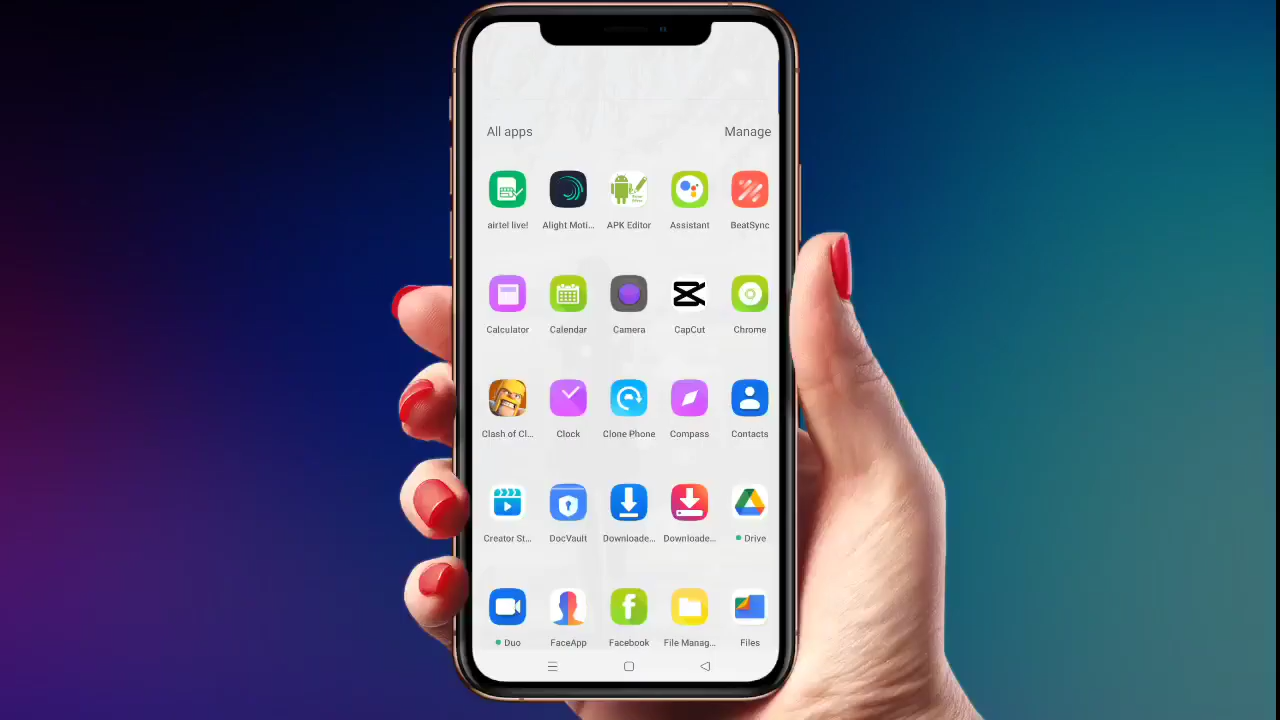 All apps Manage
airtel live! Alight Moti... APK Editor Assistant BeatSync
Calculator Calendar Camera CapCut Chrome
Clash of Cl... Clock Clone Phone Compass Contacts
Creator St... DocVault Downloade... Downloade... Drive
Duo FaceApp Facebook File Manag... Files